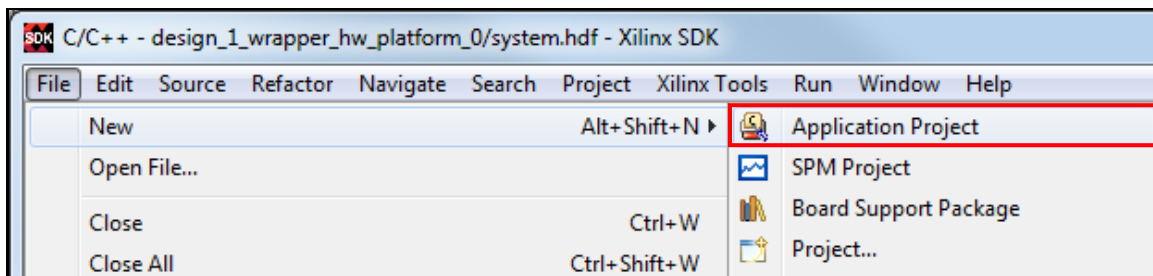 SDK C/C++ - design_1_wrapper_hw_platform_0/system.hdf - Xilinx SDK
File Edit Source Refactor Navigate Search Project Xilinx Tools Run Window Help
New Alt+Shift+N Application Project
Open File... SPM Project
Board Support Package
Close Ctrl+W
Project...
Close All Ctrl+Shift+W